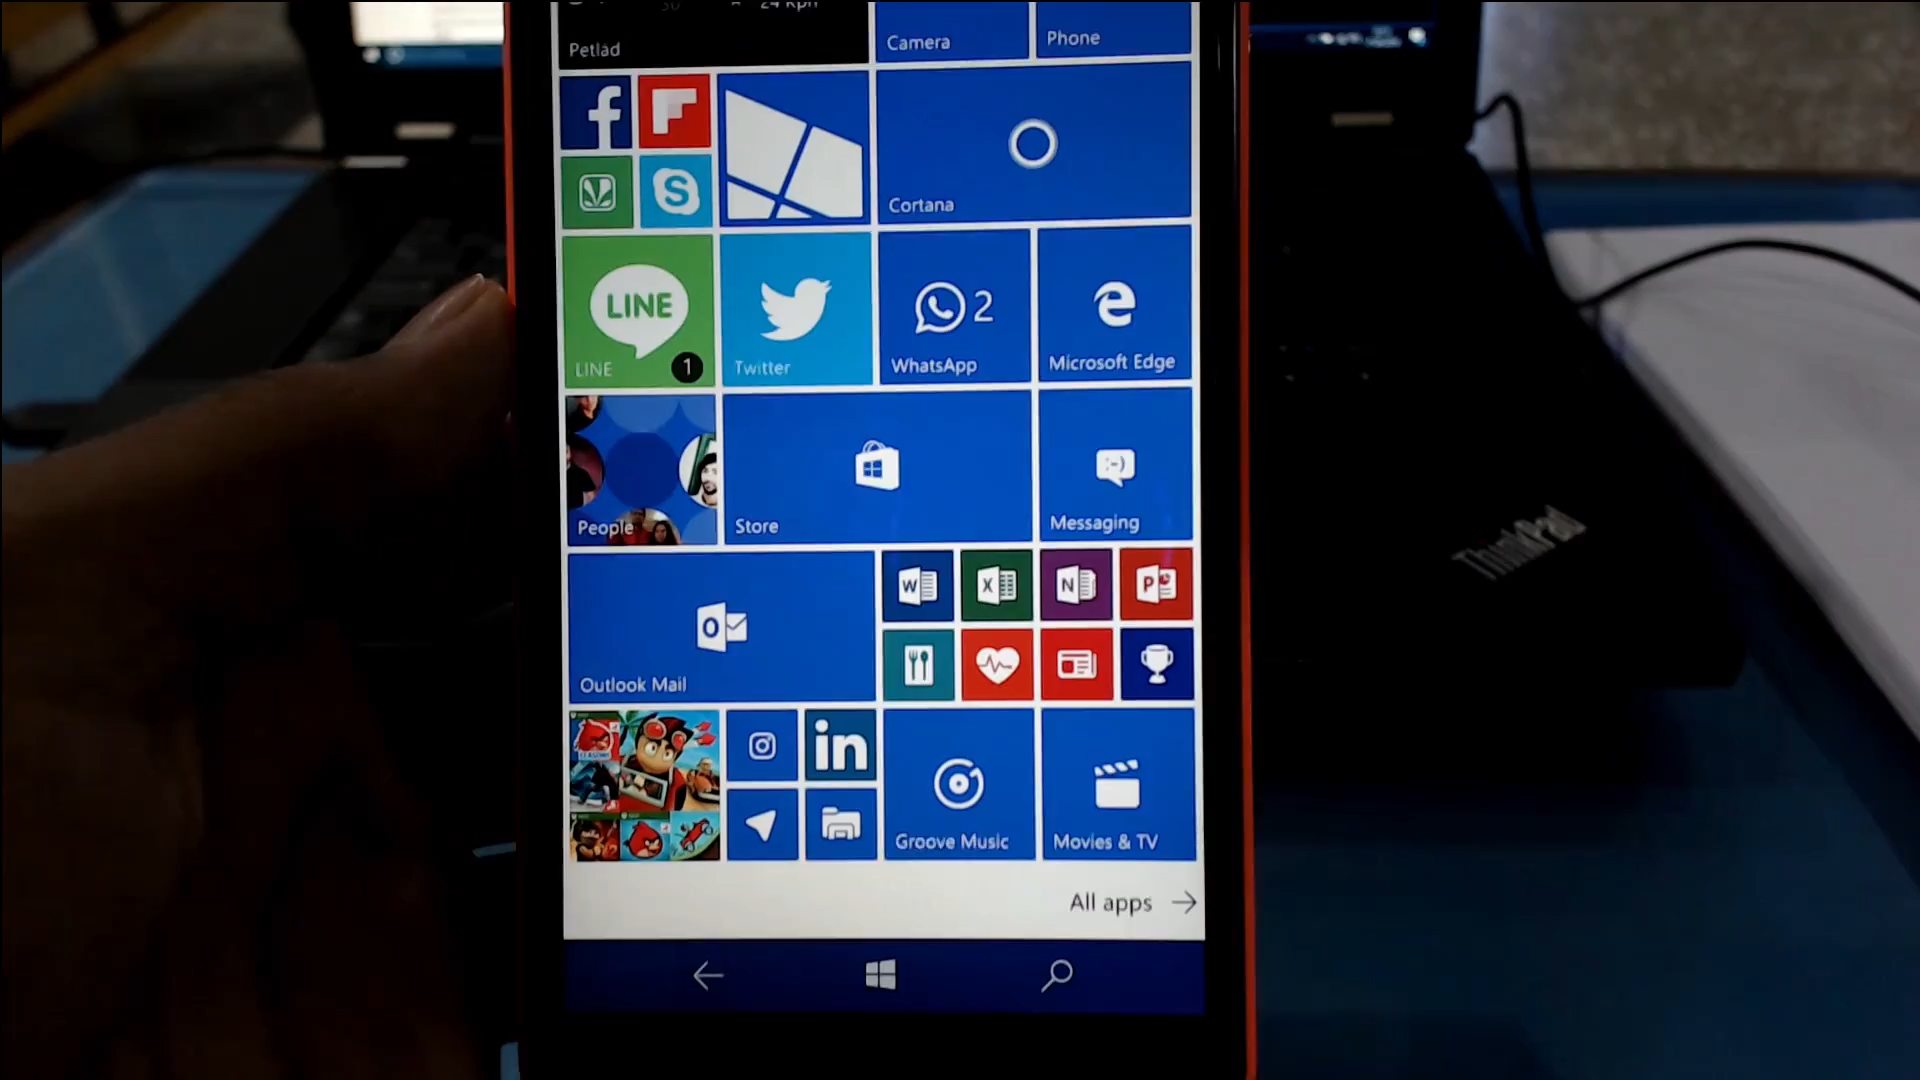 Petlad
Camera
Phone
Cortana
LINE
LINE
1
Twitter
2
WhatsApp
Microsoft Edge
People
Store
:-)
Messaging
Outlook Mail
W
X
N
P
O
in
Groove Music
Movies & TV
All apps
ThinkPad